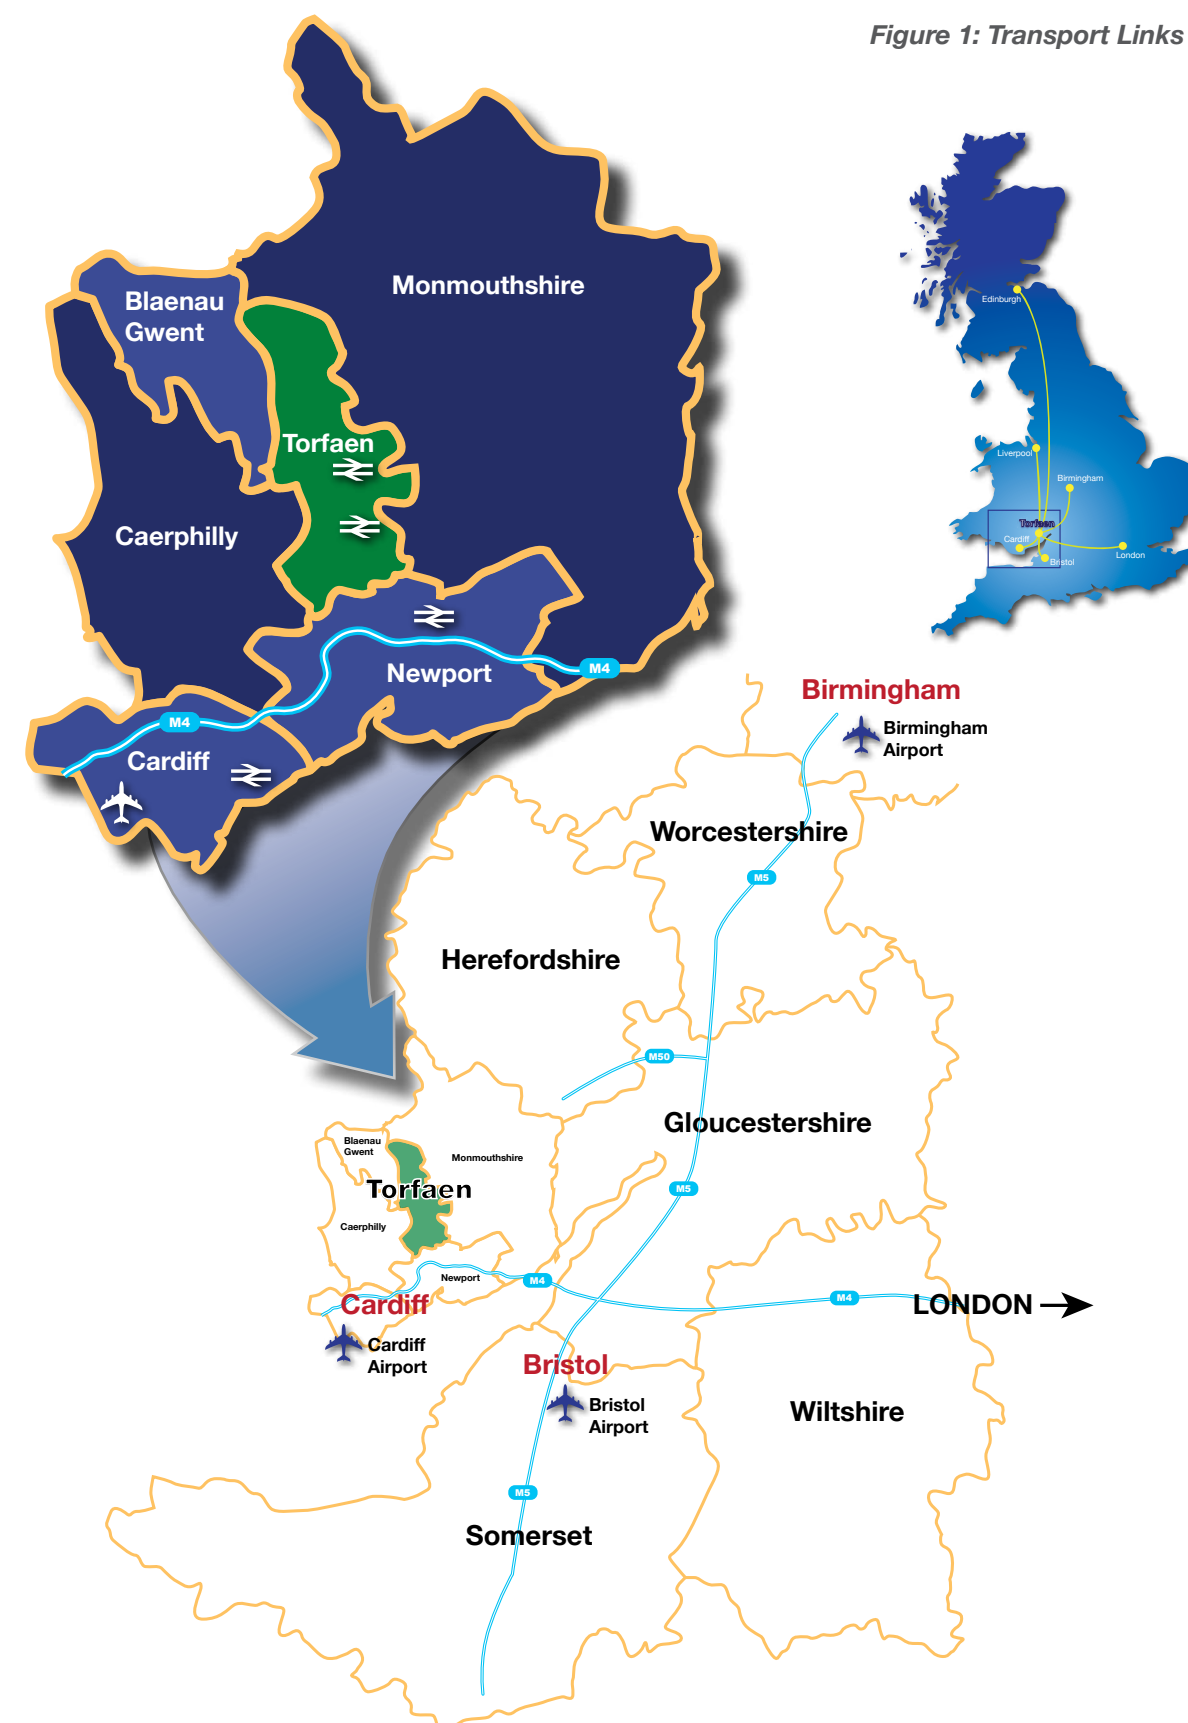 Figure 1: Transport Links
Monmouthshire
Blaenau
Gwent
Torfaen
Caerphilly
Newport
M4
M4
Cardiff
Edinburgh
Liverpool
Birmingham
Torfaen
Cardiff
London
Bristol
Birmingham
Birmingham
Airport
Worcestershire
M5
Herefordshire
M50
Gloucestershire
Blaenau
Gwent
Monmouthshire
Torfaen
M5
Caerphilly
Newport
M4
M4
Cardiff
LONDON
Cardiff
Airport
Bristol
Bristol
Airport
Wiltshire
M5
Somerset